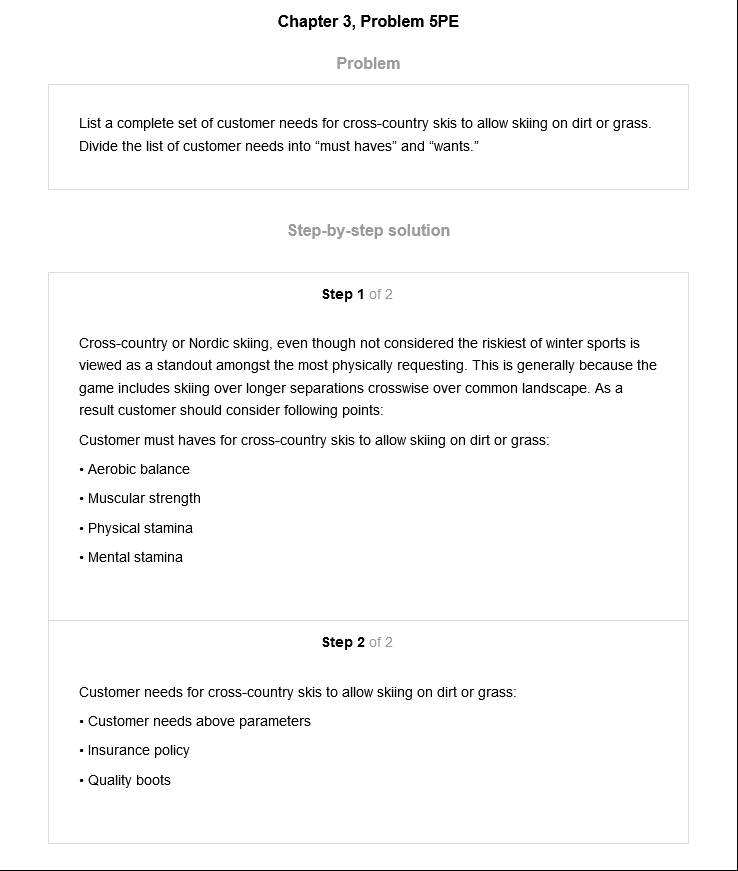 Chapter 3, Problem 5PE
Problem
List a complete set of customer needs for cross-country skis to allow skiing on dirt or grass.
Divide the list of customer needs into “must haves” and “wants.”
Step-by-step solution
Step 1 of 2
Cross-country or Nordic skiing, even though not considered the riskiest of winter sports is
viewed as a standout amongst the most physically requesting. This is generally because the
game includes skiing over longer separations crosswise over common landscape. As a
result customer should consider following points:
Customer must haves for cross-country skis to allow skiing on dirt or grass:
• Aerobic balance
• Muscular strength
• Physical stamina
• Mental stamina
Step 2 of 2
Customer needs for cross-country skis to allow skiing on dirt or grass:
• Customer needs above parameters
• Insurance policy
• Quality boots